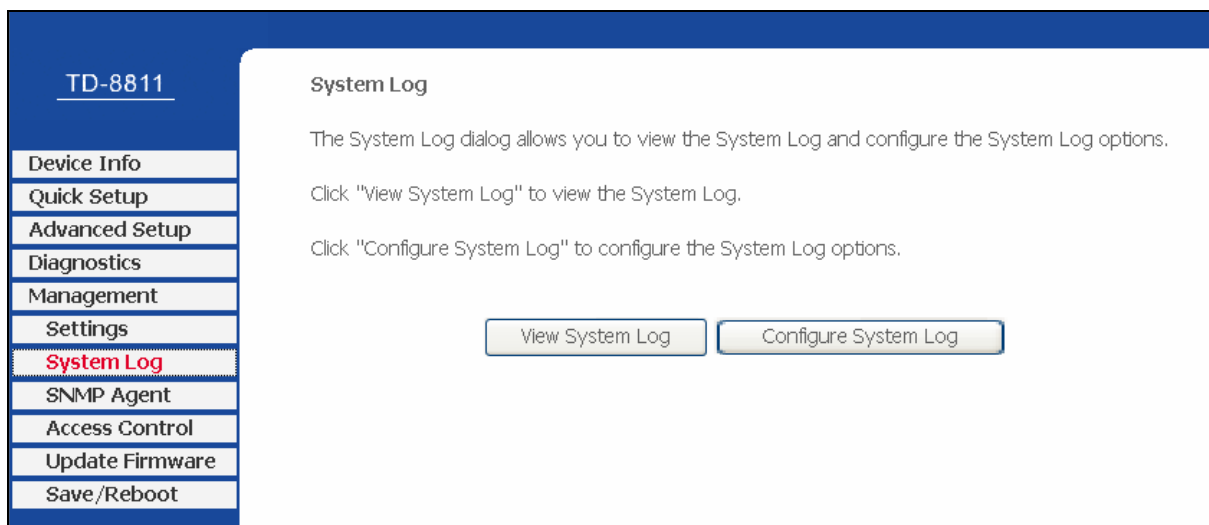 TD-8811
Device Info
Quick Setup
Advanced Setup
Diagnostics
Management
Settings
System Log
SNMP Agent
Access Control
Update Firmware
Save/Reboot
System Log
The System Log dialog allows you to view the System Log and configure the System Log options.
Click "View System Log" to view the System Log.
Click "Configure System Log" to configure the System Log options.
View System Log
Configure System Log